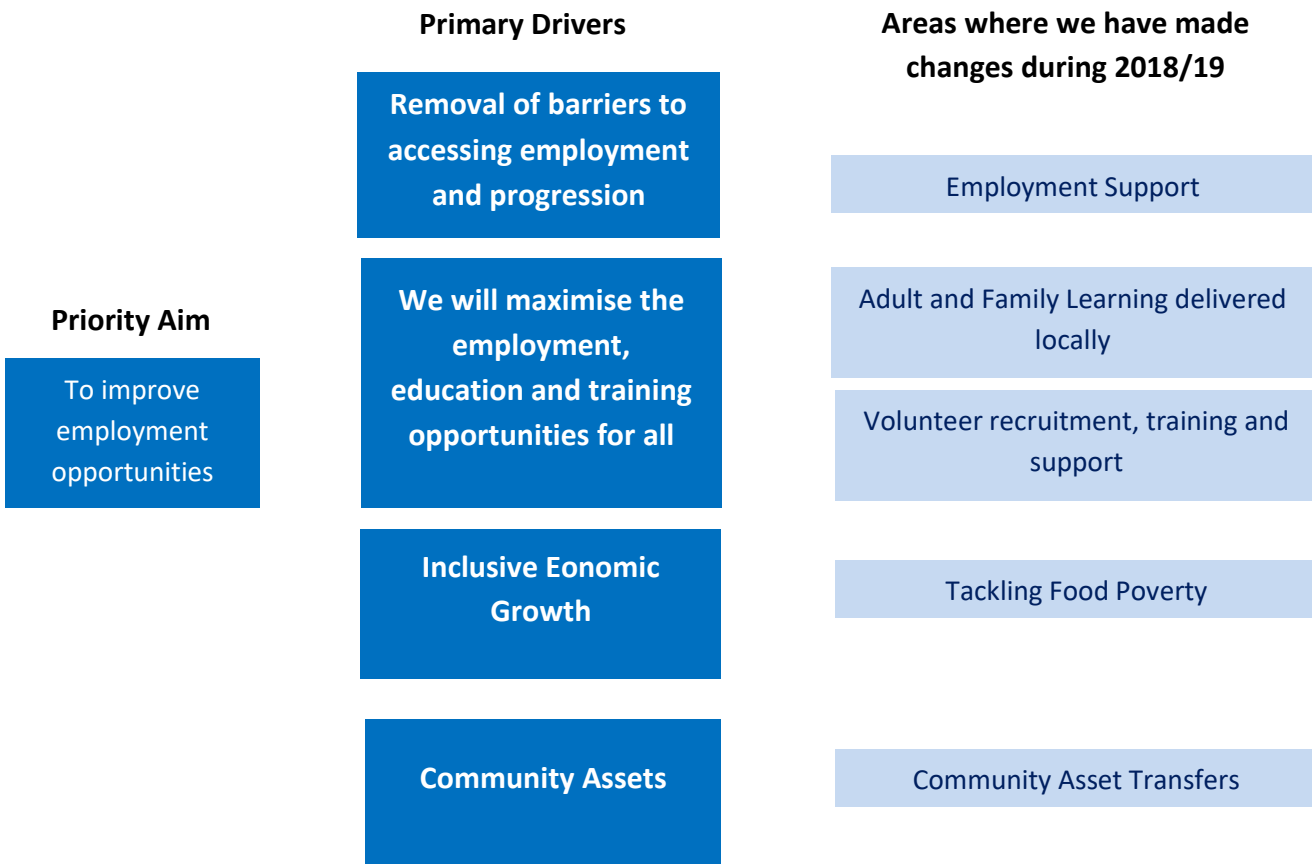 Priority Aim
To improve
employment
opportunities
Primary Drivers
Removal of barriers to
accessing employment
and progression
We will maximise the
employment,
education and training
opportunities for all
Inclusive Eonomic
Growth
Community Assets
Areas where we have made
changes during 2018/19
Employment Support
Adult and Family Learning delivered
locally
Volunteer recruitment, training and
support
Tackling Food Poverty
Community Asset Transfers